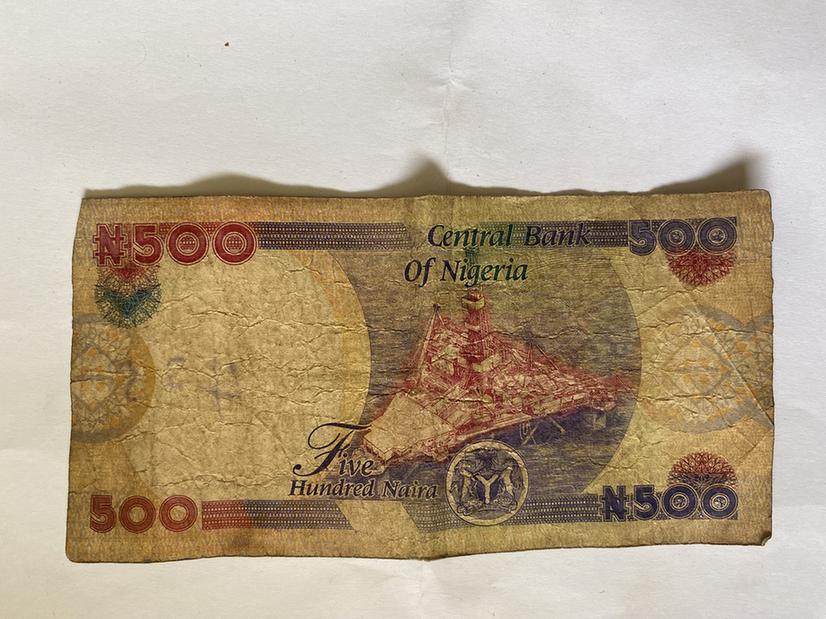 ₦500
Central Bank
Of Nigeria
500
Five
Hundred Naira
500
₦500